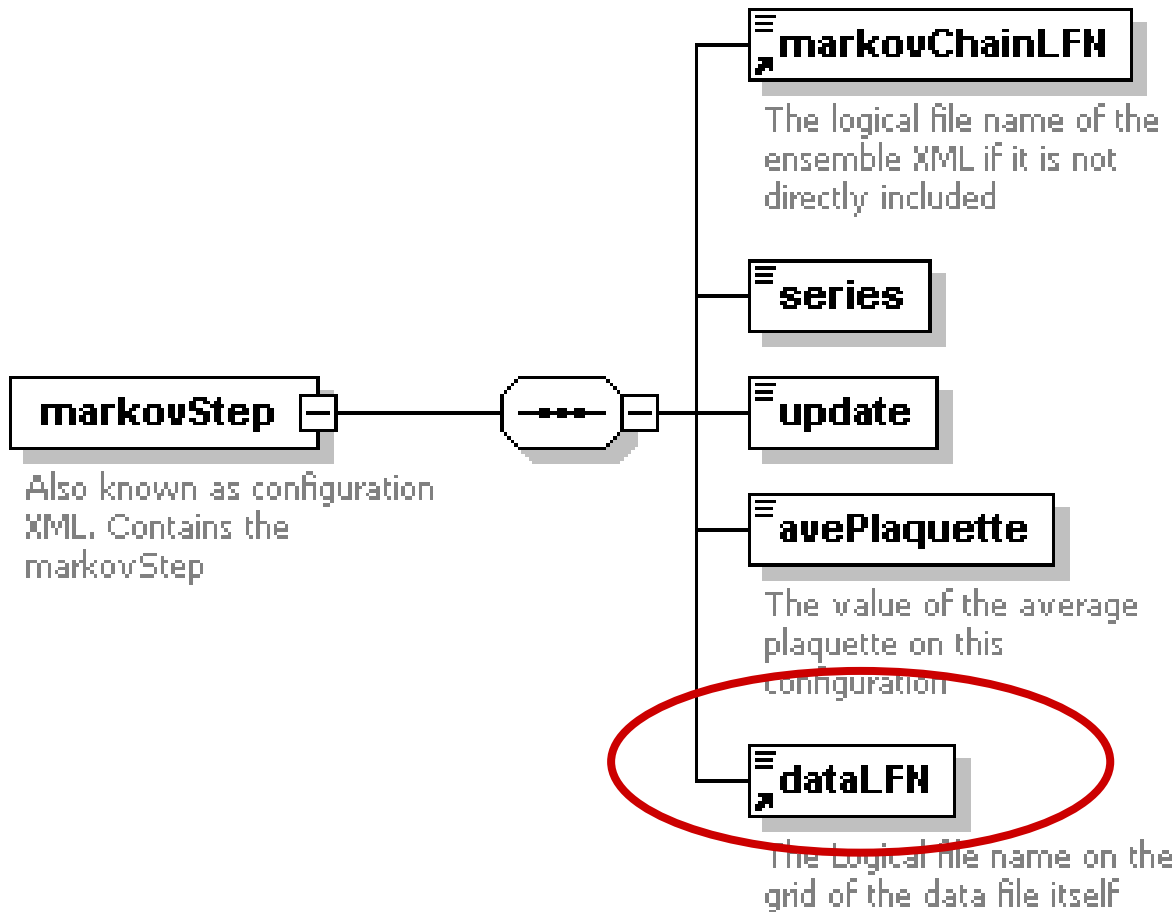 markovChainLFN
The logical file name of the
ensemble XML if it is not
directly included
series
markovStep
Also known as configuration
XML. Contains the
markovStep
update
avePlaquette
The value of the average
plaquette on this
configuration
dataLFN
The Logical file name on the
grid of the data file itself